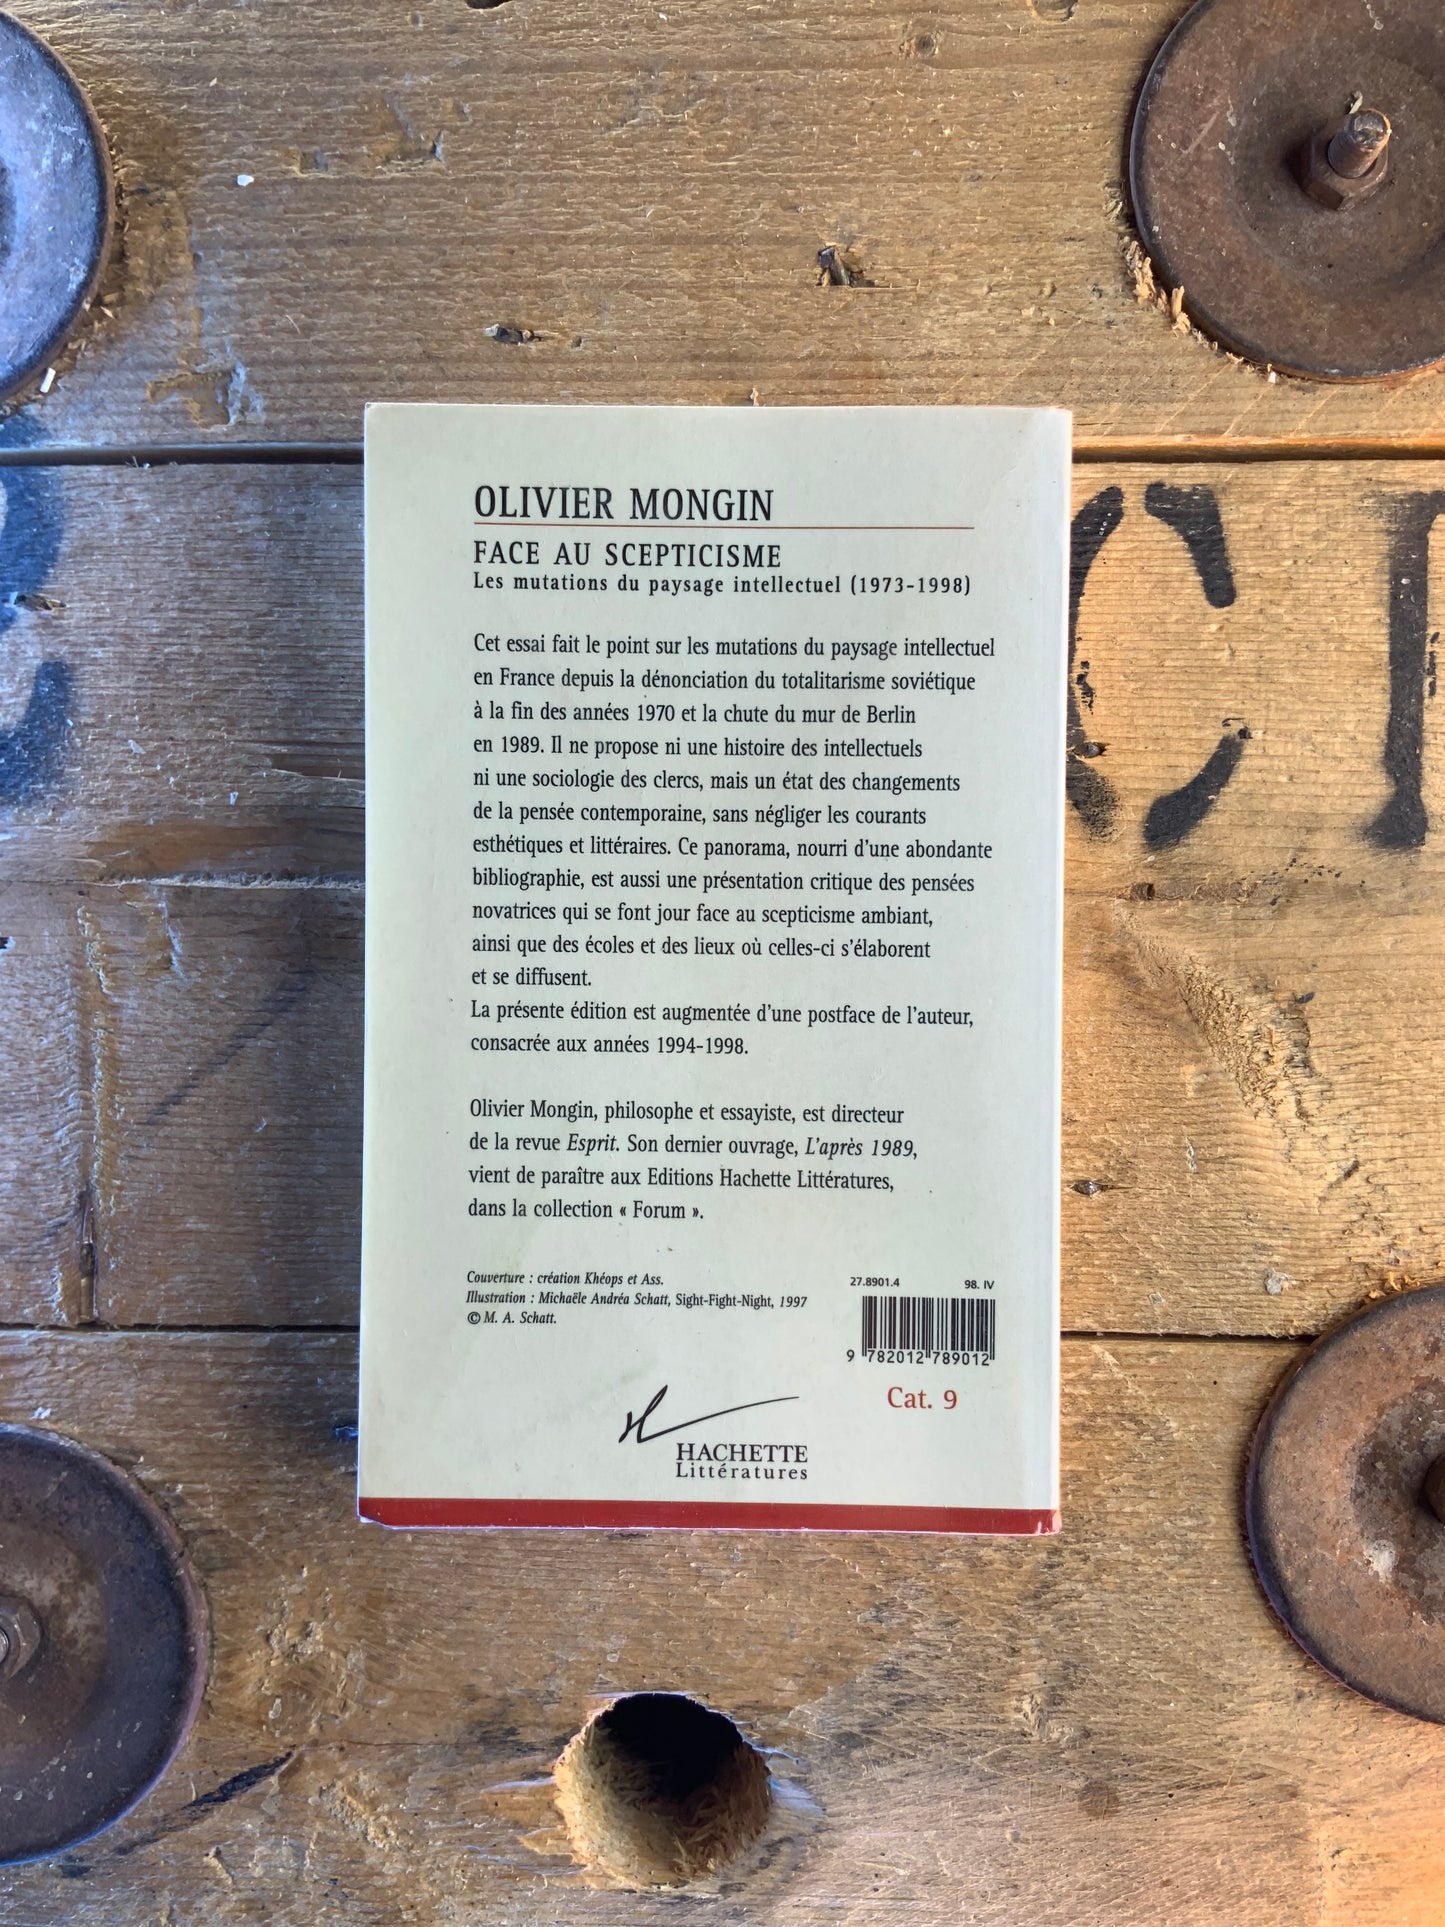 OLIVIER MONGIN
FACE AU SCEPTICISME
Les mutations du paysage intellectuel (1973-1998)
Cet essai fait le point sur les mutations du paysage intellectuel
en France depuis la dénonciation du totalitarisme soviétique
à la fin des années 1970 et la chute du mur de Berlin
en 1989. Il ne propose ni une histoire des intellectuels
ni une sociologie des clercs, mais un état des changements
de la pensée contemporaine, sans négliger les courants
esthétiques et littéraires. Ce panorama, nourri d'une abondante
bibliographie, est aussi une présentation critique des pensées
novatrices qui se font jour face au scepticisme ambiant,
ainsi que des écoles et des lieux où celles-ci s'élaborent
et se diffusent.
La présente édition est augmentée d'une postface de l'auteur,
consacrée aux années 1994-1998.
Olivier Mongin, philosophe et essayiste, est directeur
de la revue Esprit. Son dernier ouvrage, L'après 1989,
vient de paraître aux Editions Hachette Littératures,
dans la collection « Forum ».
Couverture : création Khéops et Ass.
Illustration : Michaële Andréa Schatt, Sight-Fight-Night, 1997
© M. A. Schatt.
27.8901.4 98. IV
9 782012 789012
Cat. 9
HACHETTE
Littératures
C